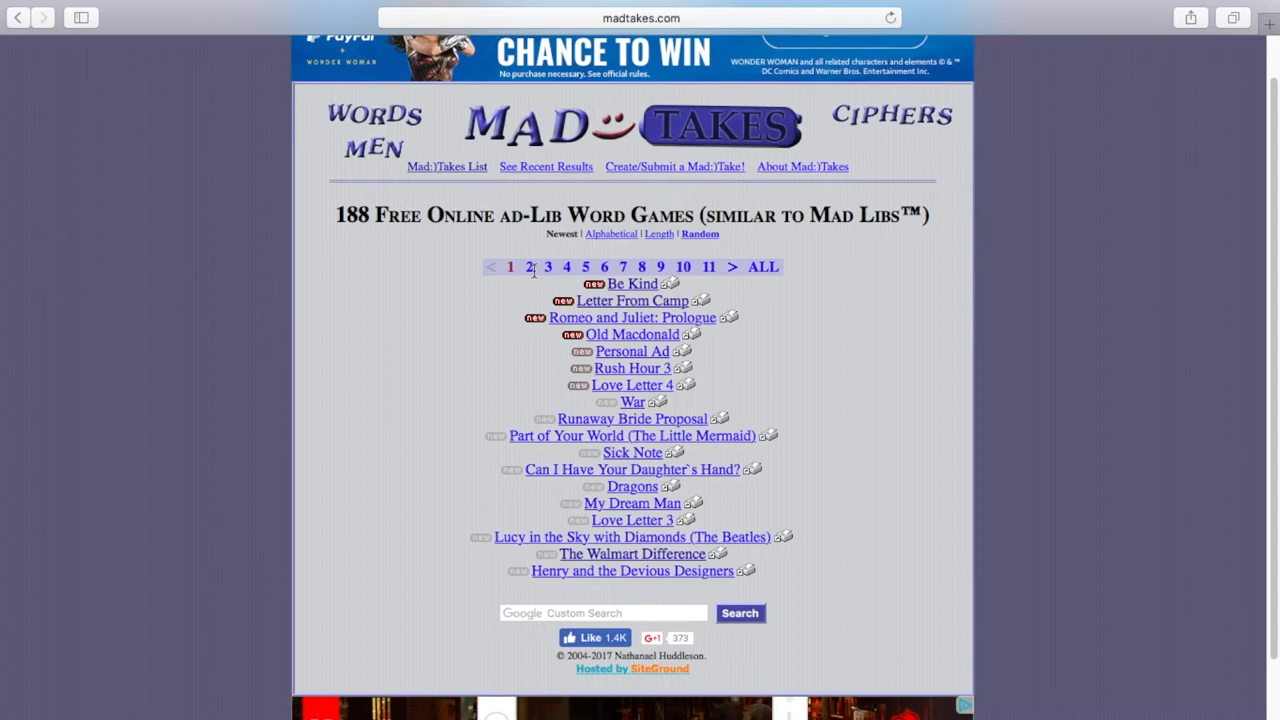 madtakes.com
PayPal
+
WONDER WOMAN
CHANCE TO WIN
No purchase necessary. See official rules.
WONDER WOMAN and all related characters and elements © & ™
DC Comics and Warner Bros. Entertainment Inc.
WORDS
MEN
MAD TAKES
CIPHERS
Mad:)Takes List See Recent Results Create/Submit a Mad:)Take! About Mad:)Takes
188 Free Online ad-Lib Word Games (similar to Mad Libs™)
Newest | Alphabetical | Length | Random
< 1 2 3 4 5 6 7 8 9 10 11 > ALL
new Be Kind
new Letter From Camp
new Romeo and Juliet: Prologue
new Old Macdonald
new Personal Ad
new Rush Hour 3
new Love Letter 4
new War
new Runaway Bride Proposal
new Part of Your World (The Little Mermaid)
new Sick Note
new Can I Have Your Daughter`s Hand?
new Dragons
new My Dream Man
new Love Letter 3
new Lucy in the Sky with Diamonds (The Beatles)
new The Walmart Difference
new Henry and the Devious Designers
Google Custom Search Search
Like 1.4K G+1 373
© 2004-2017 Nathanael Huddleson.
Hosted by SiteGround